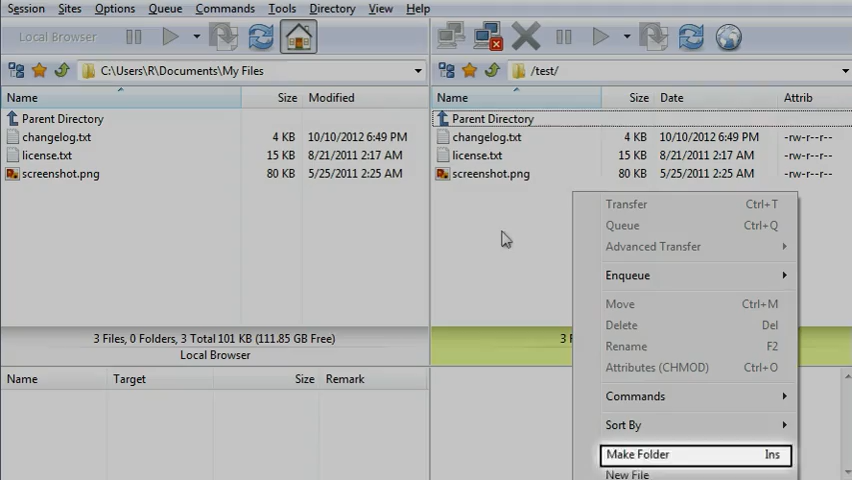 Session Sites Options Queue Commands Tools Directory View Help
Local Browser
C:\Users\R\Documents\My Files
/test/
Name Size Modified
Name Size Date Attrib
Parent Directory
changelog.txt 4 KB 10/10/2012 6:49 PM
license.txt 15 KB 8/21/2011 2:17 AM
screenshot.png 80 KB 5/25/2011 2:25 AM
Parent Directory
changelog.txt 4 KB 10/10/2012 6:49 PM -rw-r--r--
license.txt 15 KB 8/21/2011 2:17 AM -rw-r--r--
screenshot.png 80 KB 5/25/2011 2:25 AM -rw-r--r--
Transfer Ctrl+T
Queue Ctrl+Q
Advanced Transfer
Enqueue
Move Ctrl+M
Delete Del
Rename F2
Attributes (CHMOD) Ctrl+O
Commands
Sort By
Make Folder Ins
New File
3 Files, 0 Folders, 3 Total 101 KB (111.85 GB Free)
Local Browser
3
Name Target Size Remark